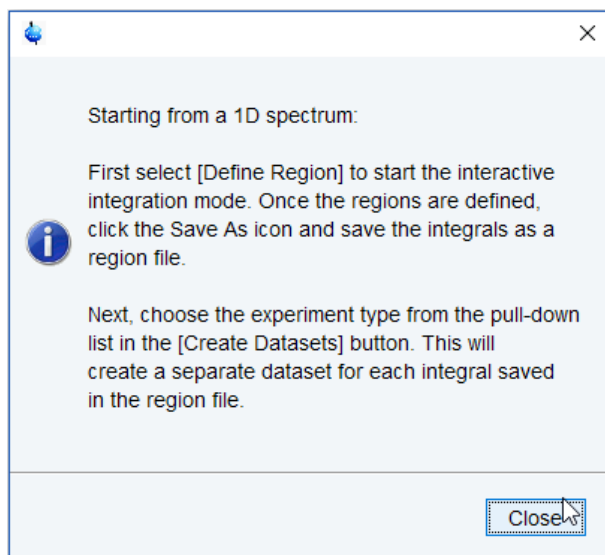 Starting from a 1D spectrum:
First select [Define Region] to start the interactive
integration mode. Once the regions are defined,
click the Save As icon and save the integrals as a
region file.
Next, choose the experiment type from the pull-down
list in the [Create Datasets] button. This will
create a separate dataset for each integral saved
in the region file.
Close